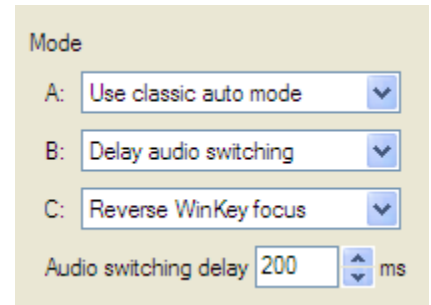 Mode
A: Use classic auto mode
B: Delay audio switching
C: Reverse WinKey focus
Audio switching delay 200 ms